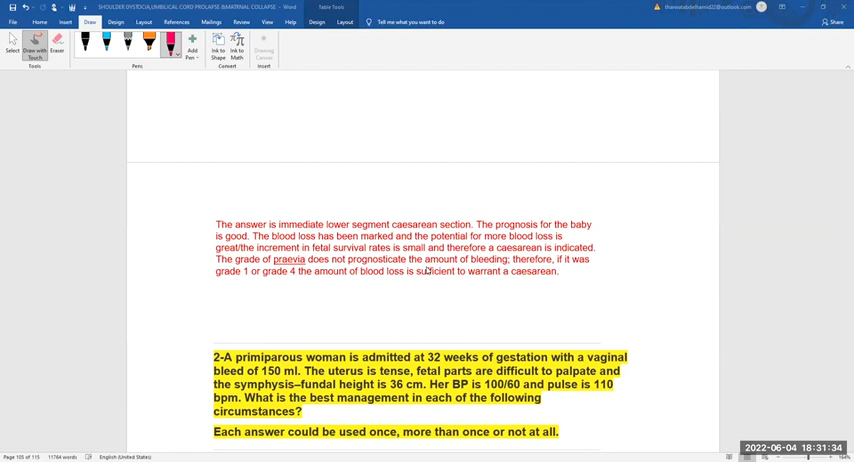 SHOULDER DYSTOCIA,UMBILICAL CORD PROLAPSE &MATERNAL COLLAPSE - Word
Table Tools
tharwatabdelhamid22@outlook.com
File Home Insert Draw Design Layout References Mailings Review View Help Design Layout Tell me what you want to do Share
Select Draw with Touch Eraser Add Pen Ink to Shape Ink to Math Drawing Canvas
Tools Pens Convert Insert
The answer is immediate lower segment caesarean section. The prognosis for the baby
is good. The blood loss has been marked and the potential for more blood loss is
great/the increment in fetal survival rates is small and therefore a caesarean is indicated.
The grade of praevia does not prognosticate the amount of bleeding; therefore, if it was
grade 1 or grade 4 the amount of blood loss is sufficient to warrant a caesarean.
2-A primiparous woman is admitted at 32 weeks of gestation with a vaginal
bleed of 150 ml. The uterus is tense, fetal parts are difficult to palpate and
the symphysis–fundal height is 36 cm. Her BP is 100/60 and pulse is 110
bpm. What is the best management in each of the following
circumstances?
Each answer could be used once, more than once or not at all.
2022-06-04 18:31:34
Page 105 of 115 11764 words English (United States) 184%